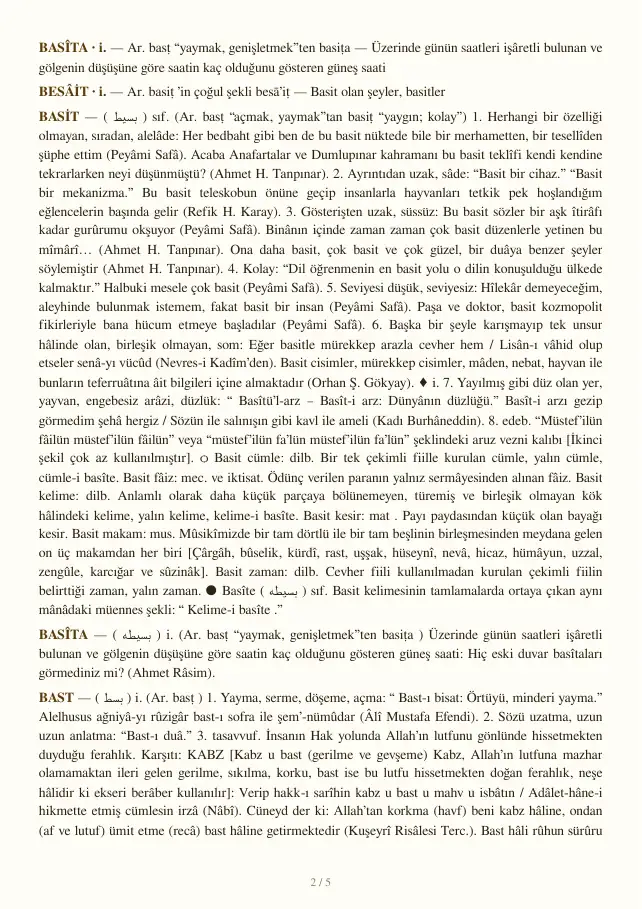 BASÎTA · i. — Ar. basṭ “yaymak, genişletmek”ten basiṭa — Üzerinde günün saatleri işâretli bulunan ve
gölgenin düşüşüne göre saatin kaç olduğunu gösteren güneş saati
BESÂİT · i. — Ar. basiṭ ’in çoğul şekli besā’iṭ — Basit olan şeyler, basitler
BASİT — ( بسيط ) sıf. (Ar. basṭ “açmak, yaymak”tan basiṭ “yaygın; kolay”) 1. Herhangi bir özelliği
olmayan, sıradan, alelâde: Her bedbaht gibi ben de bu basit nüktede bile bir merhametten, bir tesellîden
şüphe ettim (Peyâmi Safâ). Acaba Anafartalar ve Dumlupınar kahramanı bu basit teklîfi kendi kendine
tekrarlarken neyi düşünmüştü? (Ahmet H. Tanpınar). 2. Ayrıntıdan uzak, sâde: “Basit bir cihaz.” “Basit
bir mekanizma.” Bu basit teleskobun önüne geçip insanlarla hayvanları tetkik pek hoşlandığım
eğlencelerin başında gelir (Refik H. Karay). 3. Gösterişten uzak, süssüz: Bu basit sözler bir aşk îtirâfı
kadar gurûrumu okşuyor (Peyâmi Safâ). Binânın içinde zaman zaman çok basit düzenlerle yetinen bu
mîmârî… (Ahmet H. Tanpınar). Ona daha basit, çok basit ve çok güzel, bir duâya benzer şeyler
söylemiştir (Ahmet H. Tanpınar). 4. Kolay: “Dil öğrenmenin en basit yolu o dilin konuşulduğu ülkede
kalmaktır.” Halbuki mesele çok basit (Peyâmi Safâ). 5. Seviyesi düşük, seviyesiz: Hîlekâr demeyeceğim,
aleyhinde bulunmak istemem, fakat basit bir insan (Peyâmi Safâ). Paşa ve doktor, basit kozmopolit
fikirleriyle bana hücum etmeye başladılar (Peyâmi Safâ). 6. Başka bir şeyle karışmayıp tek unsur
hâlinde olan, birleşik olmayan, som: Eğer basitle mürekkep arazla cevher hem / Lisân-ı vâhid olup
etseler senâ-yı vücûd (Nevres-i Kadîm’den). Basit cisimler, mürekkep cisimler, mâden, nebat, hayvan ile
bunların teferruâtına âit bilgileri içine almaktadır (Orhan Ş. Gökyay). ♦ i. 7. Yayılmış gibi düz olan yer,
yayvan, engebesiz arâzi, düzlük: “ Basîtü’l-arz – Basît-i arz: Dünyânın düzlüğü.” Basît-i arzı gezip
görmedim şehâ hergiz / Sözün ile salınışın gibi kavl ile ameli (Kadı Burhâneddin). 8. edeb. “Müstef’ilün
fâilün müstef’ilün fâilün” veya “müstef’ilün fa’lün müstef’ilün fa’lün” şeklindeki aruz vezni kalıbı [İkinci
şekil çok az kullanılmıştır]. ○ Basit cümle: dilb. Bir tek çekimli fiille kurulan cümle, yalın cümle,
cümle-i basîte. Basit fâiz: mec. ve iktisat. Ödünç verilen paranın yalnız sermâyesinden alınan fâiz. Basit
kelime: dilb. Anlamlı olarak daha küçük parçaya bölünemeyen, türemiş ve birleşik olmayan kök
hâlindeki kelime, yalın kelime, kelime-i basîte. Basit kesir: mat . Payı paydasından küçük olan bayağı
kesir. Basit makam: mus. Mûsikîmizde bir tam dörtlü ile bir tam beşlinin birleşmesinden meydana gelen
on üç makamdan her biri [Çârgâh, bûselik, kürdî, rast, uşşak, hüseynî, nevâ, hicaz, hümâyun, uzzal,
zengûle, karcığar ve sûzinâk]. Basit zaman: dilb. Cevher fiili kullanılmadan kurulan çekimli fiilin
belirttiği zaman, yalın zaman. ● Basîte ( بسيطه ) sıf. Basit kelimesinin tamlamalarda ortaya çıkan aynı
mânâdaki müennes şekli: “ Kelime-i basîte .”
BASÎTA — ( بسيطه ) i. (Ar. basṭ “yaymak, genişletmek”ten basiṭa ) Üzerinde günün saatleri işâretli
bulunan ve gölgenin düşüşüne göre saatin kaç olduğunu gösteren güneş saati: Hiç eski duvar basîtaları
görmediniz mi? (Ahmet Râsim).
BAST — ( بسط ) i. (Ar. basṭ ) 1. Yayma, serme, döşeme, açma: “ Bast-ı bisat: Örtüyü, minderi yayma.”
Alelhusus ağniyâ-yı rûzigâr bast-ı sofra ile şem’-nümûdar (Âlî Mustafa Efendi). 2. Sözü uzatma, uzun
uzun anlatma: “Bast-ı duâ.” 3. tasavvuf. İnsanın Hak yolunda Allah’ın lutfunu gönlünde hissetmekten
duyduğu ferahlık. Karşıtı: KABZ [Kabz u bast (gerilme ve gevşeme) Kabz, Allah’ın lutfuna mazhar
olamamaktan ileri gelen gerilme, sıkılma, korku, bast ise bu lutfu hissetmekten doğan ferahlık, neşe
hâlidir ki ekseri berâber kullanılır]: Verip hakk-ı sarîhin kabz u bast u mahv u isbâtın / Adâlet-hâne-i
hikmette etmiş cümlesin irzâ (Nâbî). Cüneyd der ki: Allah’tan korkma (havf) beni kabz hâline, ondan
(af ve lutuf) ümit etme (recâ) bast hâline getirmektedir (Kuşeyrî Risâlesi Terc.). Bast hâli rûhun sürûru
2 / 5